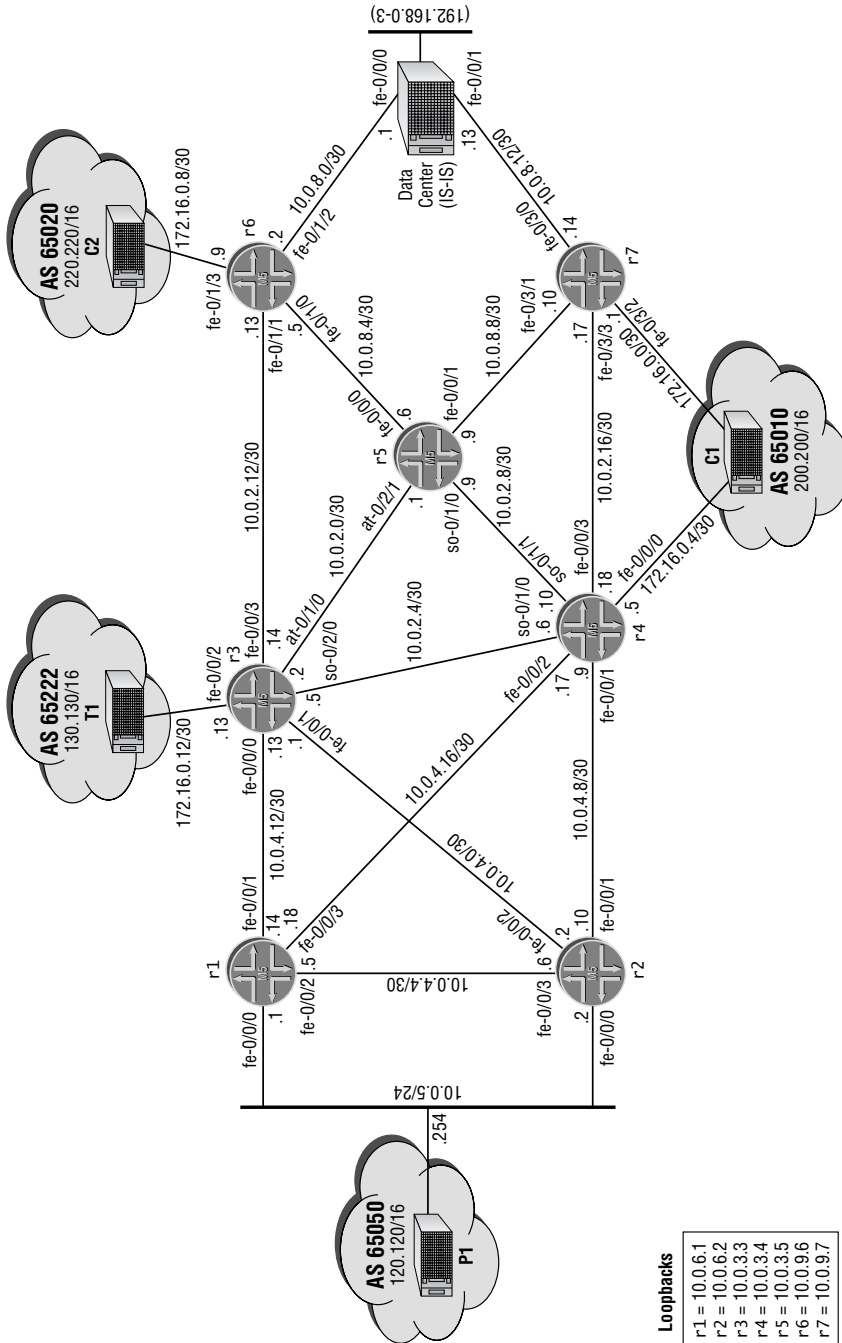 AS 65222
130.130/16
T1
AS 65020
220.220/16
C2
172.16.0.12/30
172.16.0.8/30
(192.168.0-3)
.13
fe-0/0/2
fe-0/1/3
.9
r1
fe-0/0/0
.1
fe-0/0/1
.14
.18
fe-0/0/3
fe-0/0/2
.5
M5
10.0.4.12/30
fe-0/0/0
.13
.1
fe-0/0/1
r3
M5
fe-0/0/3
.14
at-0/1/0
.2
so-0/2/0
.5
10.0.2.12/30
.13
fe-0/1/1
r6
M5
.5
fe-0/1/0
.2
fe-0/1/2
10.0.8.0/30
.1
fe-0/0/0
Data
Center
(IS-IS)
.13
fe-0/0/1
10.0.2.0/30
at-0/2/1
.1
r5
M5
fe-0/0/0
.6
10.0.8.4/30
fe-0/0/1
.9
so-0/1/0
.9
10.0.8.8/30
10.0.2.8/30
10.0.8.12/30
10.0.2.4/30
10.0.4.16/30
10.0.4.4/30
10.0.5/24
10.0.4.0/30
AS 65050
120.120/16
P1
.254
fe-0/0/3
.6
fe-0/0/2
.2
.2
fe-0/0/0
M5
.10
fe-0/0/1
r2
10.0.4.8/30
fe-0/0/2
.17
so-0/1/0
.6
.10
so-0/1/1
.9
fe-0/0/1
M5
r4
.18
fe-0/0/3
.5
fe-0/0/0
172.16.0.4/30
10.0.2.16/30
fe-0/3/1
.10
.17
fe-0/3/3
fe-0/3/0
.14
M5
r7
.1
fe-0/3/2
172.16.0.0/30
C1
AS 65010
200.200/16
Loopbacks
r1 = 10.0.6.1
r2 = 10.0.6.2
r3 = 10.0.3.3
r4 = 10.0.3.4
r5 = 10.0.3.5
r6 = 10.0.9.6
r7 = 10.0.9.7